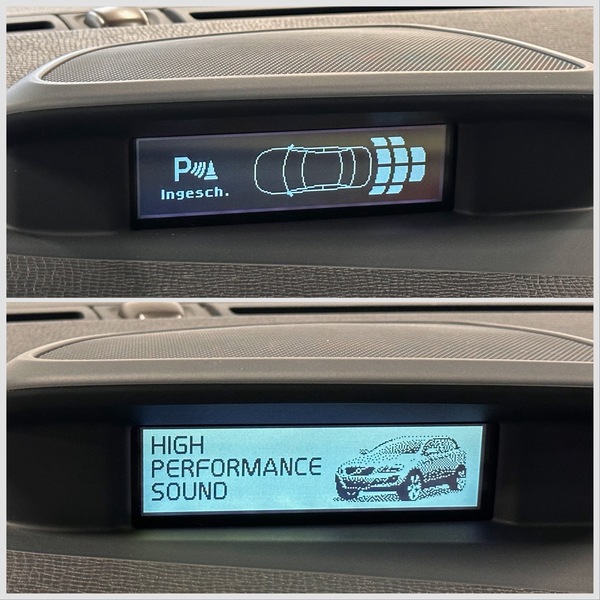 P
Ingesch.
HIGH
PERFORMANCE
SOUND